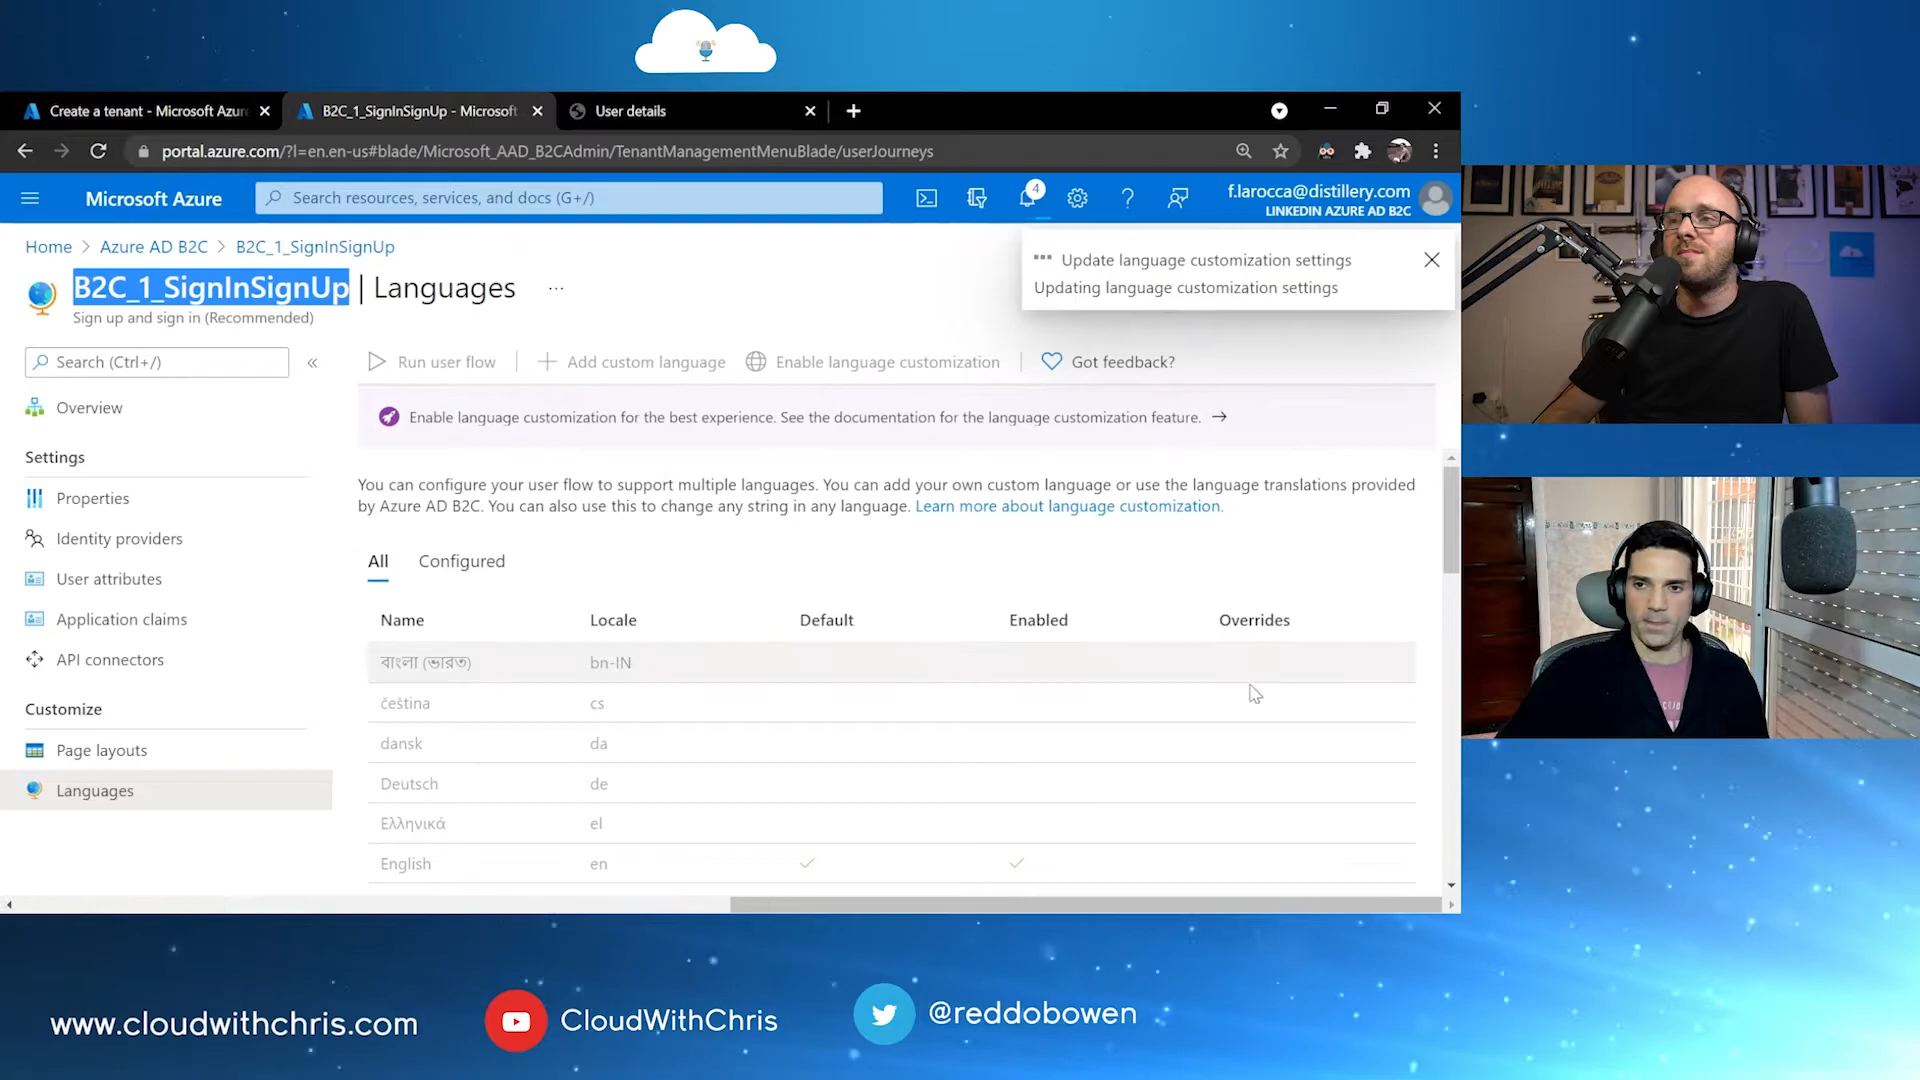 Create a tenant - Microsoft Azur
B2C_1_SignInSignUp - Microsoft
User details
portal.azure.com/?l=en.en-us#blade/Microsoft_AAD_B2CAdmin/TenantManagementMenuBlade/userJourneys
Microsoft Azure
Search resources, services, and docs (G+/)
4
f.larocca@distillery.com
LINKEDIN AZURE AD B2C
Home > Azure AD B2C > B2C_1_SignInSignUp
B2C_1_SignInSignUp | Languages ...
Sign up and sign in (Recommended)
Update language customization settings
Updating language customization settings
Search (Ctrl+/)
Overview
Settings
Properties
Identity providers
User attributes
Application claims
API connectors
Customize
Page layouts
Languages
Run user flow
Add custom language
Enable language customization
Got feedback?
Enable language customization for the best experience. See the documentation for the language customization feature. →
You can configure your user flow to support multiple languages. You can add your own custom language or use the language translations provided
by Azure AD B2C. You can also use this to change any string in any language. Learn more about language customization.
All Configured
Name Locale Default Enabled Overrides
বাংলা (ভারত) bn-IN
čeština cs
dansk da
Deutsch de
Ελληνικά el
English en
www.cloudwithchris.com
CloudWithChris
@reddobowen